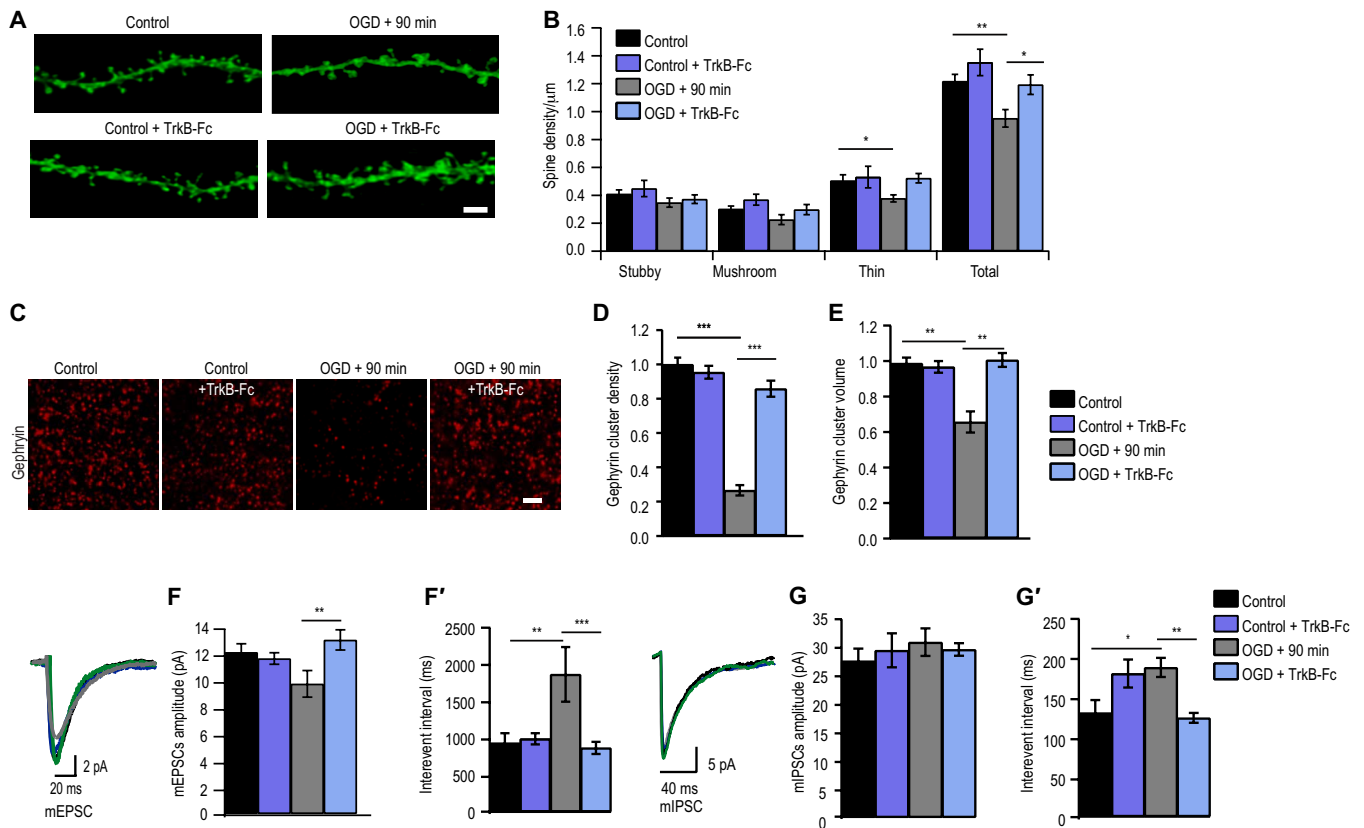 A
Control
OGD + 90 min
Control + TrkB-Fc
OGD + TrkB-Fc
B
Spine density/µm
1.6
1.4
1.2
1.0
0.8
0.6
0.4
0.2
0.0
Control
Control + TrkB-Fc
OGD + 90 min
OGD + TrkB-Fc
*
**
*
Stubby
Mushroom
Thin
Total
C
Control
Control
+TrkB-Fc
OGD + 90 min
OGD + 90 min
+TrkB-Fc
Gephryin
D
Gephyrin cluster density
1.2
1.0
0.8
0.6
0.4
0.2
0.0
***
***
E
Gephyrin cluster volume
1.2
1.0
0.8
0.6
0.4
0.2
0.0
**
**
Control
Control + TrkB-Fc
OGD + 90 min
OGD + TrkB-Fc
2 pA
20 ms
mEPSC
F
mEPSCs amplitude (pA)
14
12
10
8
6
4
2
0
**
F′
Interevent interval (ms)
2500
2000
1500
1000
500
0
**
***
5 pA
40 ms
mIPSC
G
mIPSCs amplitude (pA)
35
30
25
20
25
10
5
0
G′
Interevent interval (ms)
250
200
150
100
50
0
*
**
Control
Control + TrkB-Fc
OGD + 90 min
OGD + TrkB-Fc